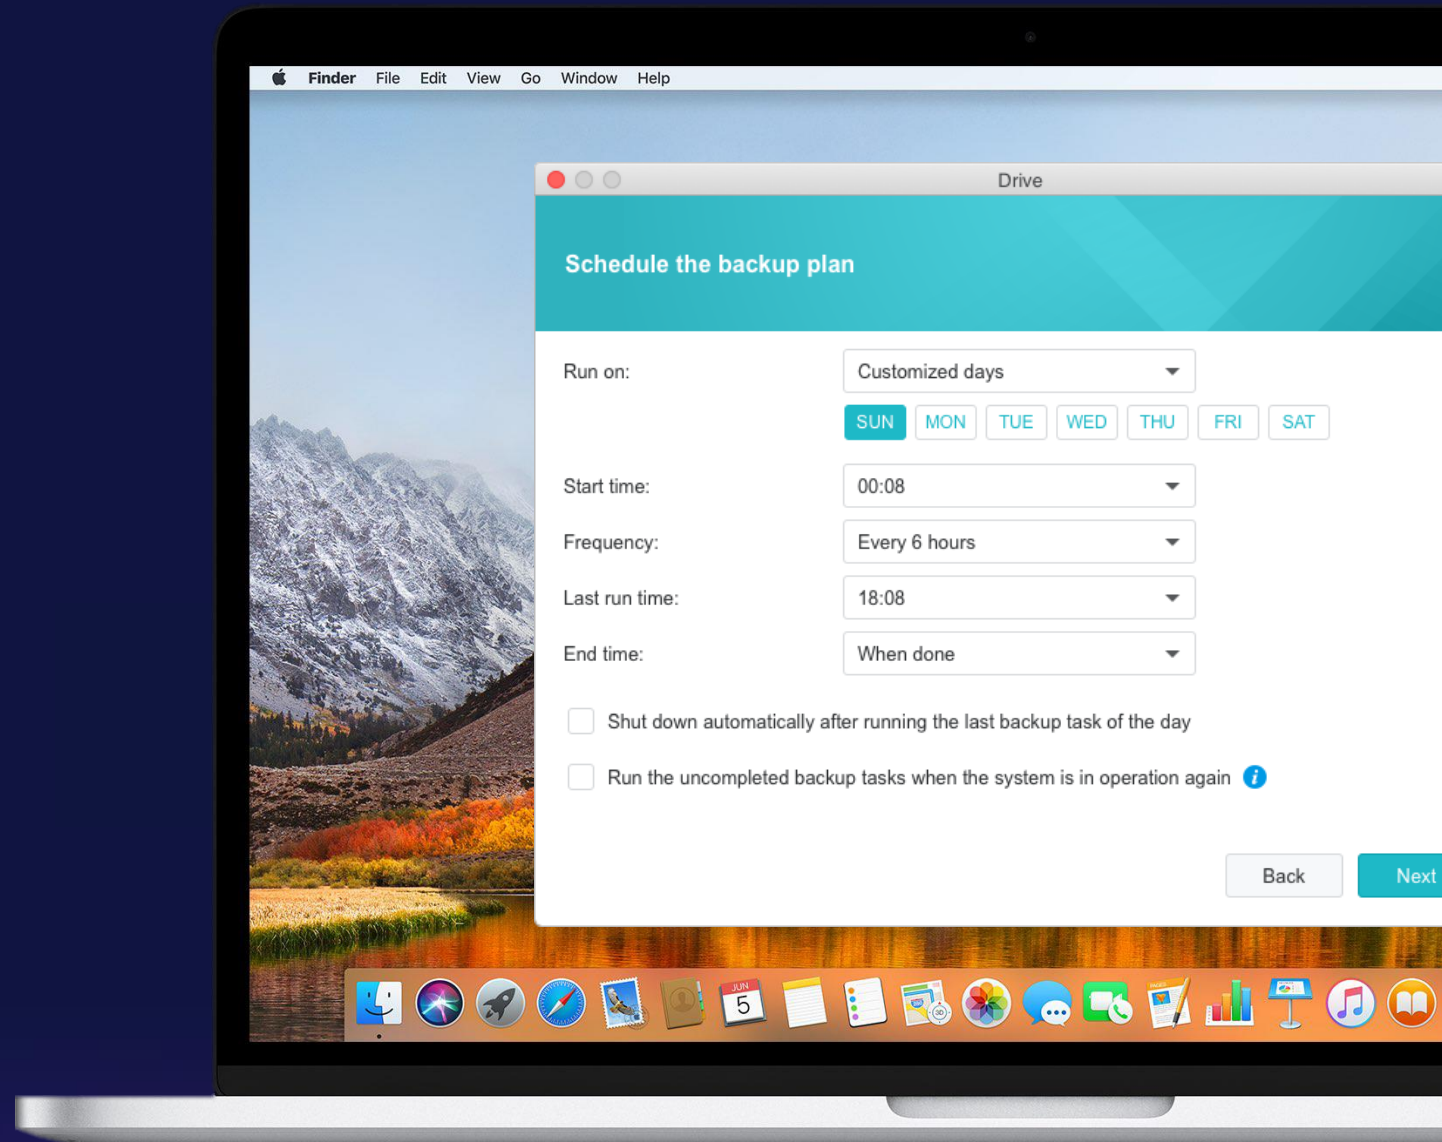 Finder File Edit View Go Window Help
Drive
Schedule the backup plan
Run on: Customized days
SUN MON TUE WED THU FRI SAT
Start time: 00:08
Frequency: Every 6 hours
Last run time: 18:08
End time: When done
Shut down automatically after running the last backup task of the day
Run the uncompleted backup tasks when the system is in operation again i
Back Next
JUN
5
3D
PAGES